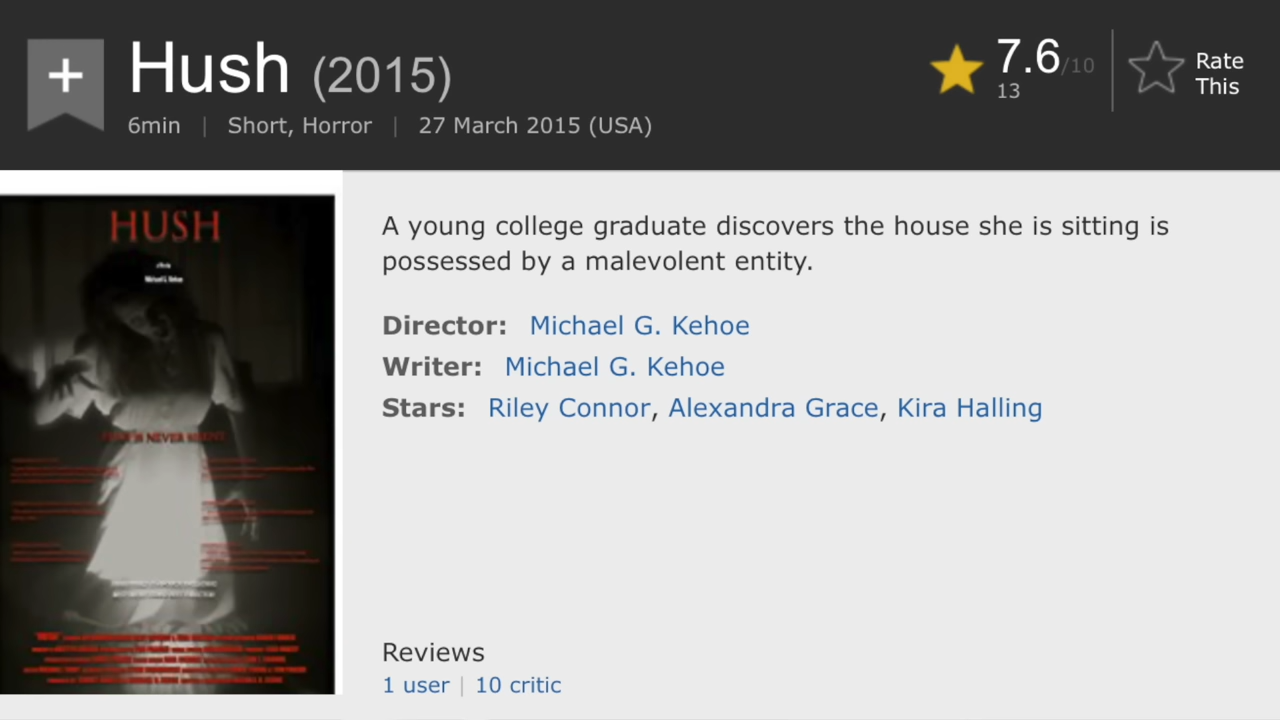 Hush (2015)
7.6/10
13
Rate
This
6min | Short, Horror | 27 March 2015 (USA)
HUSH
A young college graduate discovers the house she is sitting is
possessed by a malevolent entity.
Director: Michael G. Kehoe
Writer: Michael G. Kehoe
Stars: Riley Connor, Alexandra Grace, Kira Halling
Reviews
1 user | 10 critic